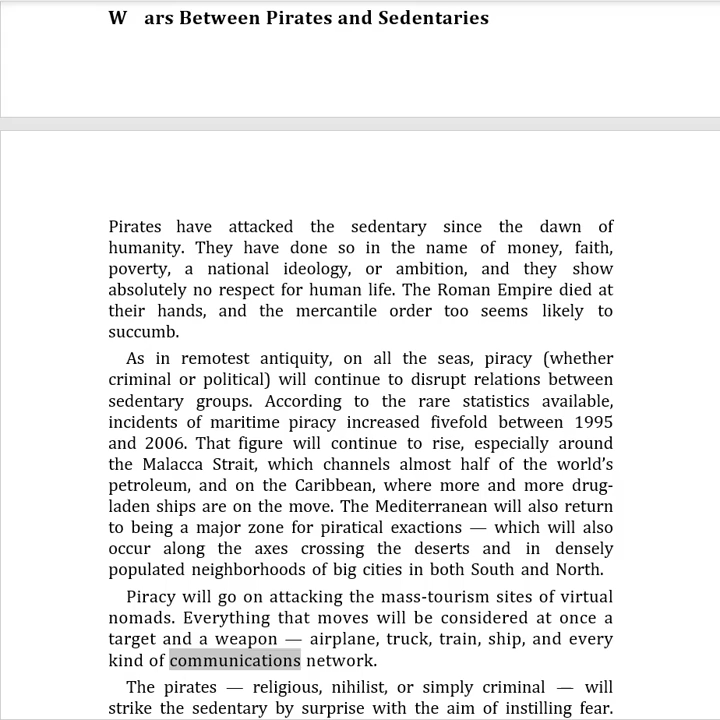 W ars Between Pirates and Sedentaries
Pirates have attacked the sedentary since the dawn of
humanity. They have done so in the name of money, faith,
poverty, a national ideology, or ambition, and they show
absolutely no respect for human life. The Roman Empire died at
their hands, and the mercantile order too seems likely to
succumb.
As in remotest antiquity, on all the seas, piracy (whether
criminal or political) will continue to disrupt relations between
sedentary groups. According to the rare statistics available,
incidents of maritime piracy increased fivefold between 1995
and 2006. That figure will continue to rise, especially around
the Malacca Strait, which channels almost half of the world’s
petroleum, and on the Caribbean, where more and more drug-
laden ships are on the move. The Mediterranean will also return
to being a major zone for piratical exactions — which will also
occur along the axes crossing the deserts and in densely
populated neighborhoods of big cities in both South and North.
Piracy will go on attacking the mass-tourism sites of virtual
nomads. Everything that moves will be considered at once a
target and a weapon — airplane, truck, train, ship, and every
kind of communications network.
The pirates — religious, nihilist, or simply criminal — will
strike the sedentary by surprise with the aim of instilling fear.